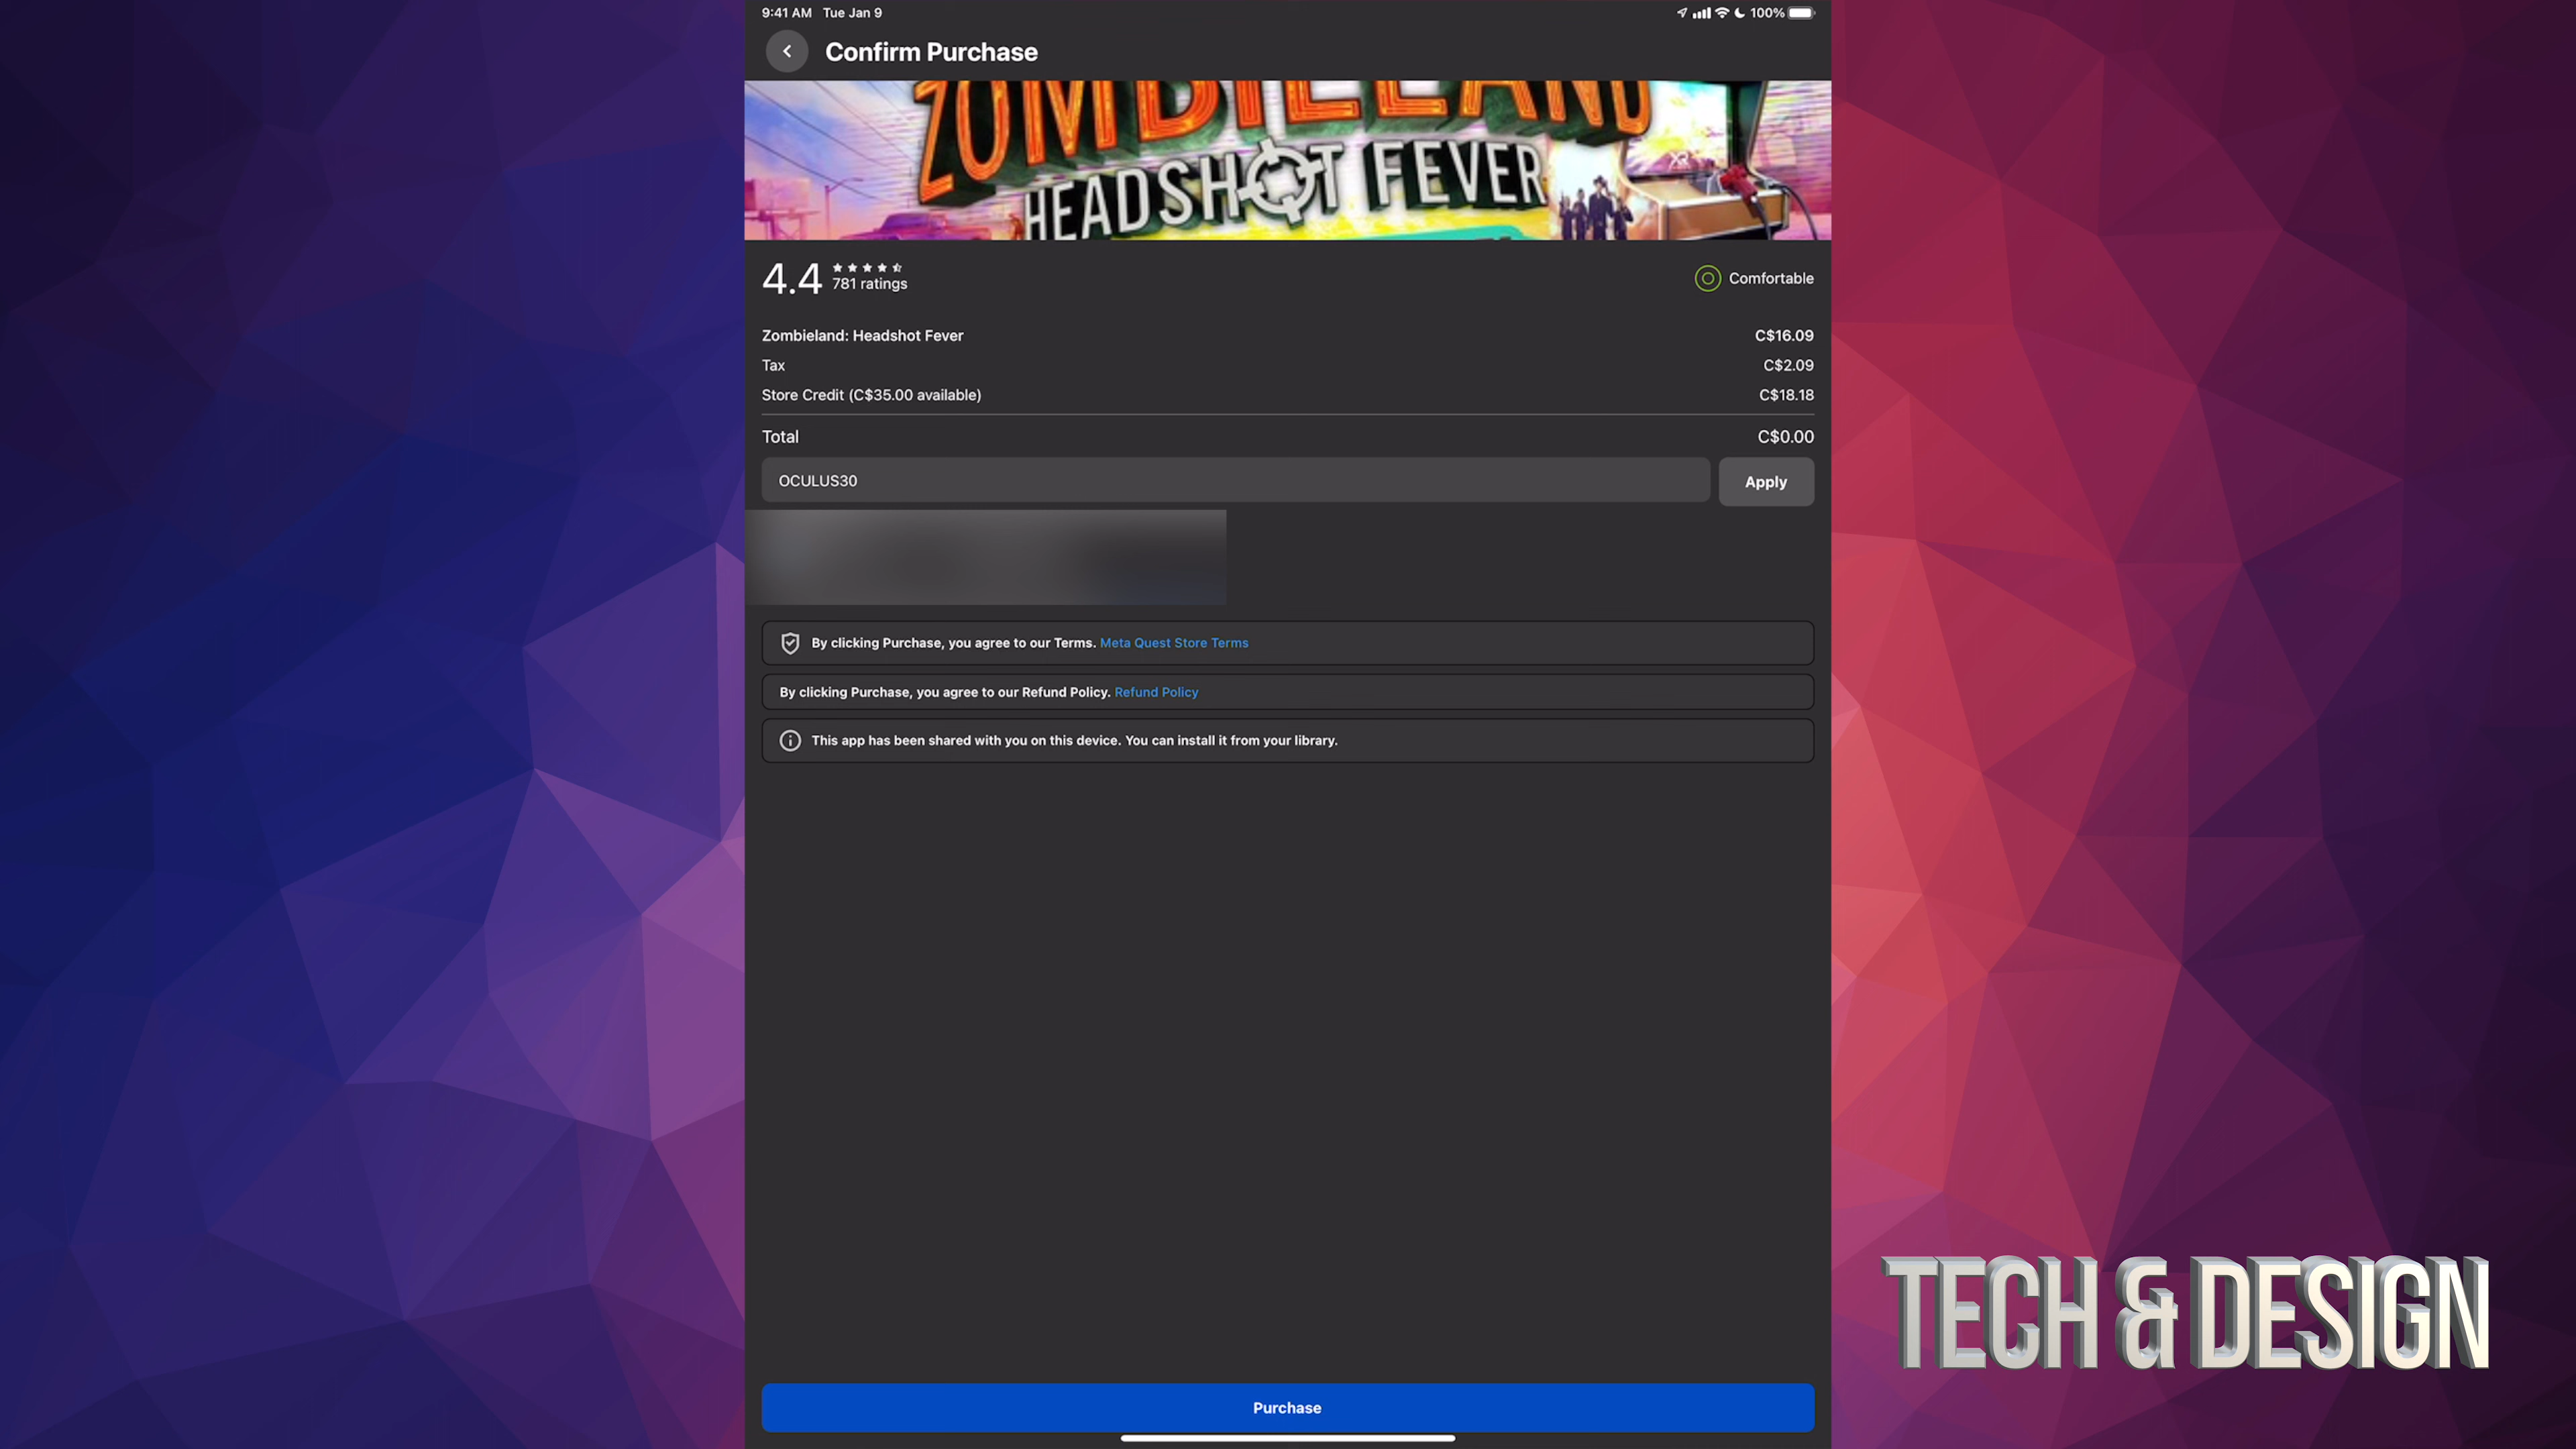 9:41 AM Tue Jan 9 100%
Confirm Purchase
ZOMBIELAND
HEADSHOT FEVER
XR
4.4
781 ratings
Comfortable
Zombieland: Headshot Fever C$16.09
Tax C$2.09
Store Credit (C$35.00 available) C$18.18
Total C$0.00
OCULUS30 Apply
By clicking Purchase, you agree to our Terms. Meta Quest Store Terms
By clicking Purchase, you agree to our Refund Policy. Refund Policy
This app has been shared with you on this device. You can install it from your library.
TECH & DESIGN
Purchase